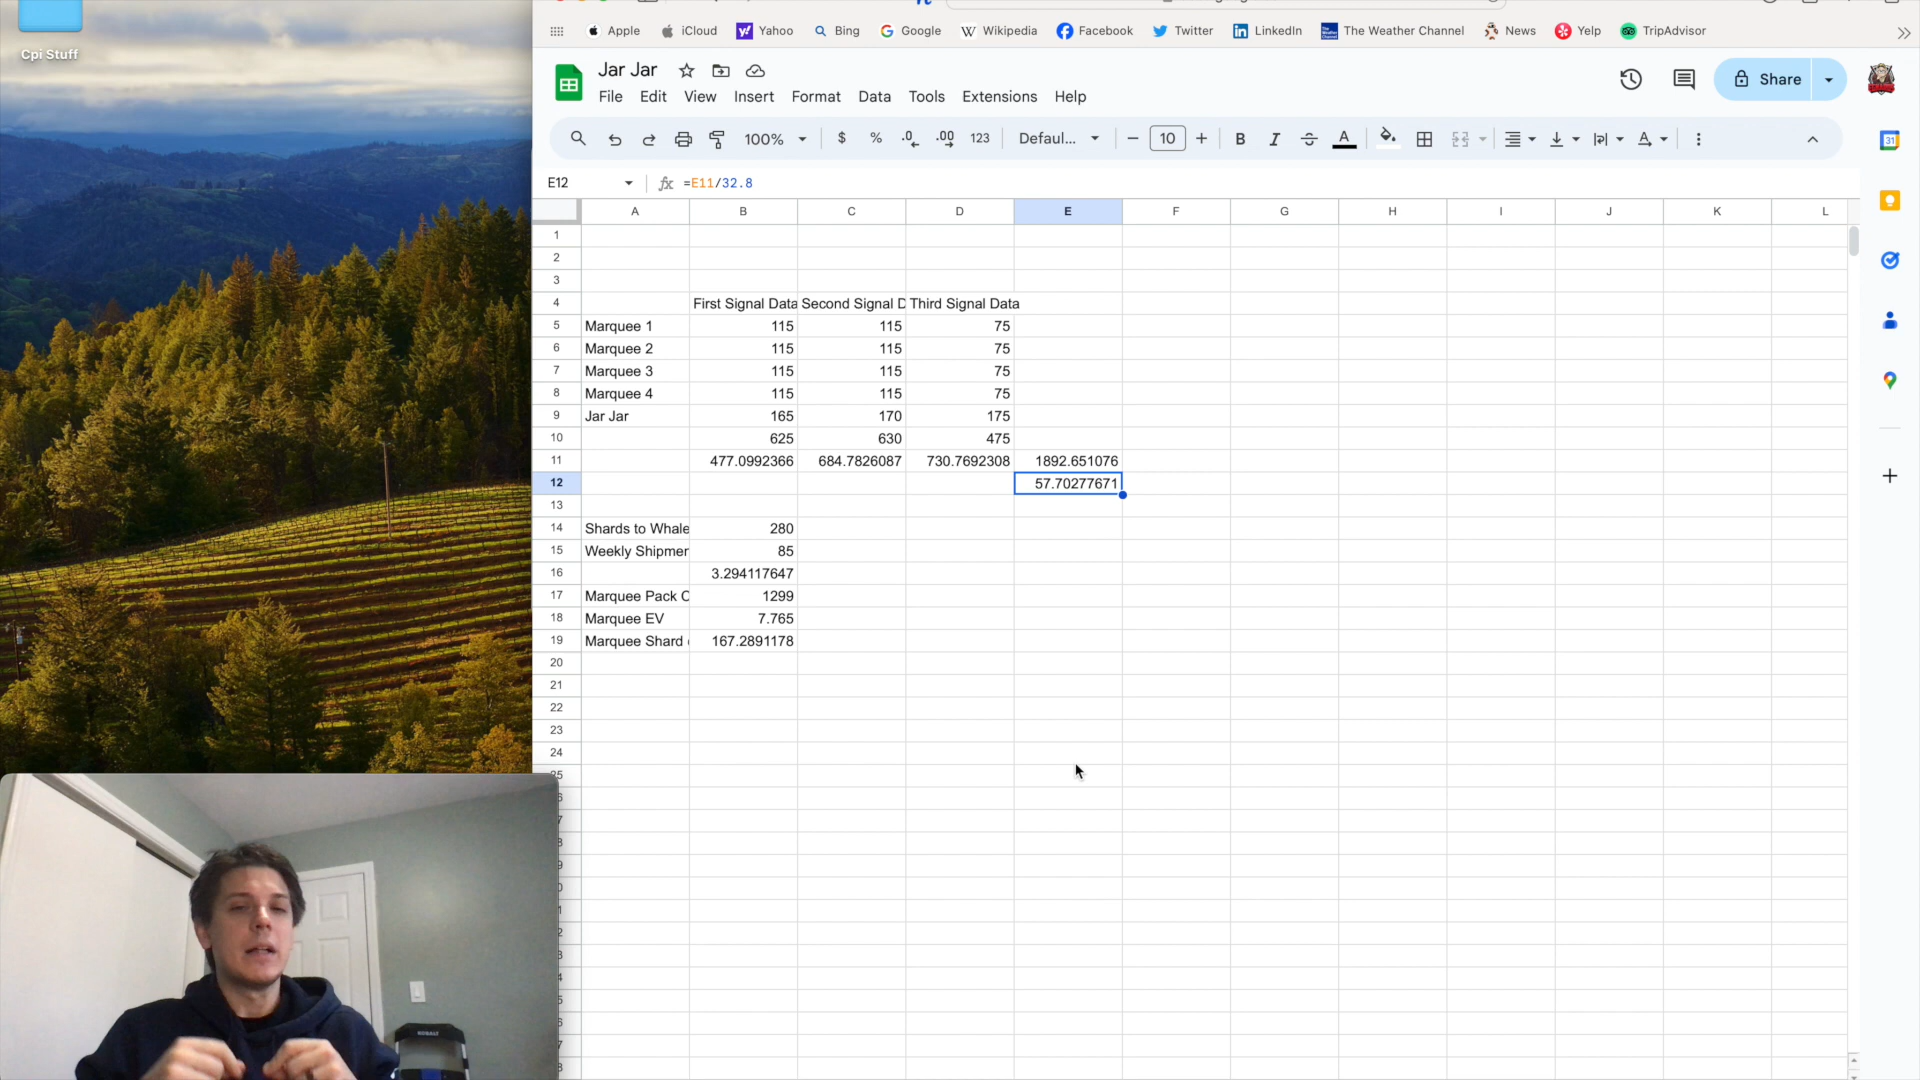 Cpi Stuff
Apple iCloud Yahoo Bing Google Wikipedia Facebook Twitter LinkedIn The Weather Channel News Yelp TripAdvisor
Jar Jar
File Edit View Insert Format Data Tools Extensions Help
Share
100% $ % .0 .00 123 Defaul... 10 B I A
E12 fx =E11/32.8
A B C D E F G H I J K L
1
2
3
4 First Signal Data Second Signal D Third Signal Data
5 Marquee 1 115 115 75
6 Marquee 2 115 115 75
7 Marquee 3 115 115 75
8 Marquee 4 115 115 75
9 Jar Jar 165 170 175
10 625 630 475
11 477.0992366 684.7826087 730.7692308 1892.651076
12 57.70277671
13
14 Shards to Whale 280
15 Weekly Shipmer 85
16 3.294117647
17 Marquee Pack C 1299
18 Marquee EV 7.765
19 Marquee Shard 167.2891178
20
21
22
23
24
KOBALT